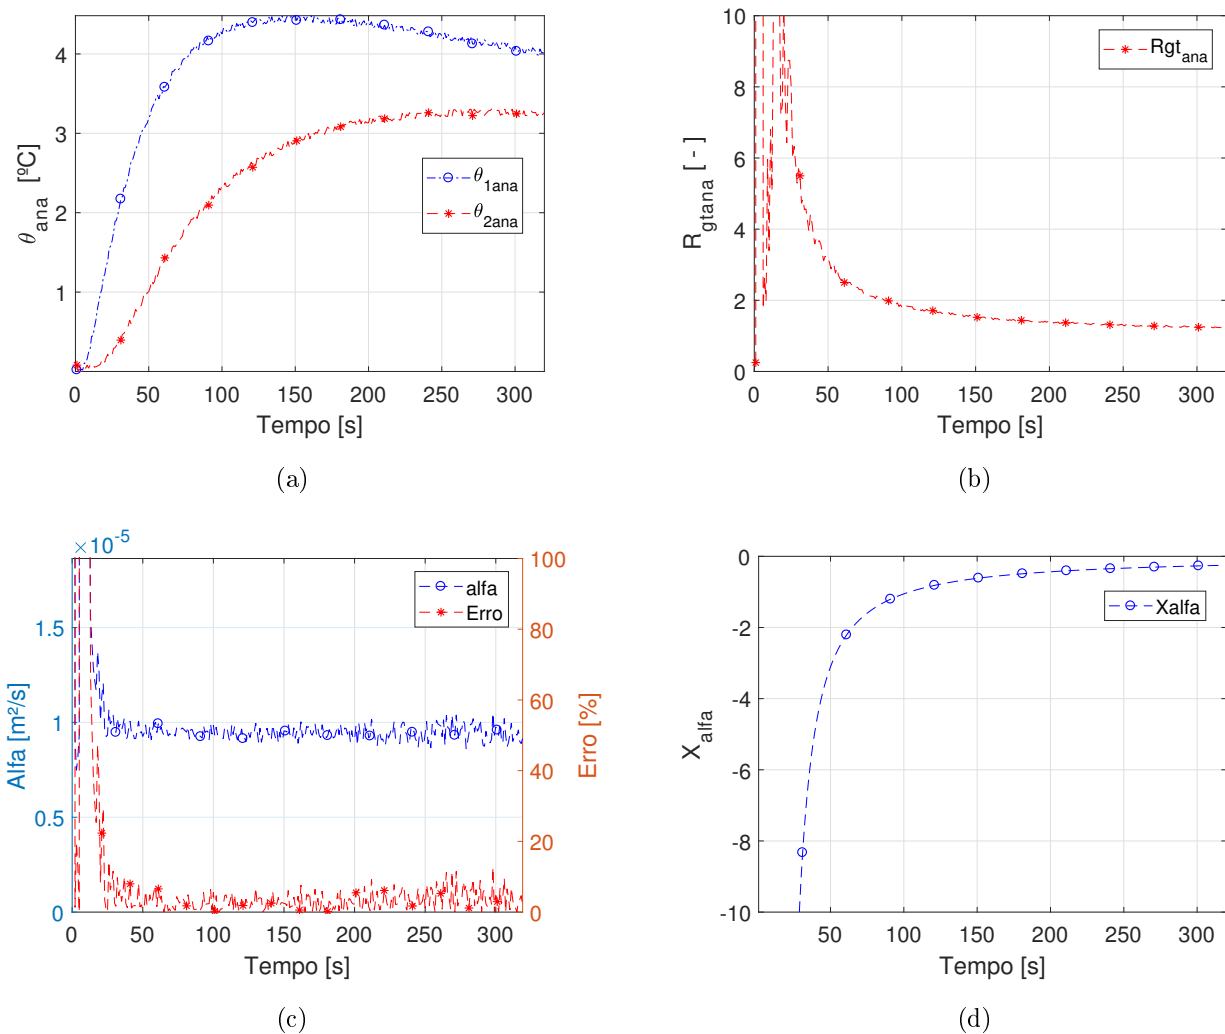 4
3
2
1
θana [ºC]
θ1ana
θ2ana
0 50 100 150 200 250 300
Tempo [s]
(a)
10
8
6
4
2
0
Rgtana [ - ]
Rgtana
0 50 100 150 200 250 300
Tempo [s]
(b)
×10-5
1.5
1
0.5
0
Alfa [m²/s]
alfa
Erro
100
80
60
40
20
0
Erro [%]
0 50 100 150 200 250 300
Tempo [s]
(c)
0
-2
-4
-6
-8
-10
Xalfa
Xalfa
50 100 150 200 250 300
Tempo [s]
(d)